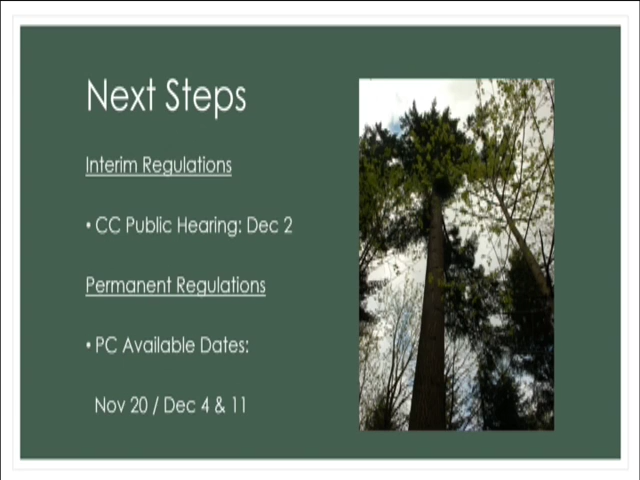 Next Steps
Interim Regulations
• CC Public Hearing: Dec 2
Permanent Regulations
• PC Available Dates:
Nov 20 / Dec 4 & 11